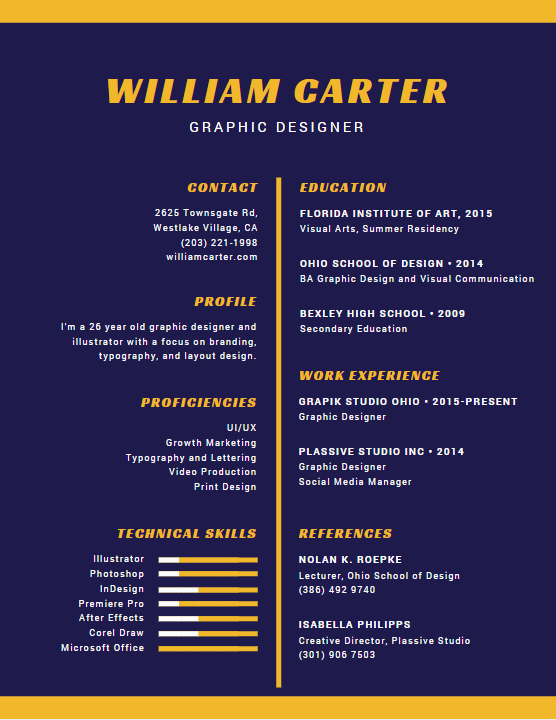 WILLIAM CARTER
GRAPHIC DESIGNER
CONTACT
2625 Townsgate Rd,
Westlake Village, CA
(203) 221-1998
williamcarter.com
PROFILE
I'm a 26 year old graphic designer and
illustrator with a focus on branding,
typography, and layout design.
PROFICIENCIES
UI/UX
Growth Marketing
Typography and Lettering
Video Production
Print Design
TECHNICAL SKILLS
Illustrator
Photoshop
InDesign
Premiere Pro
After Effects
Corel Draw
Microsoft Office
EDUCATION
FLORIDA INSTITUTE OF ART, 2015
Visual Arts, Summer Residency
OHIO SCHOOL OF DESIGN • 2014
BA Graphic Design and Visual Communication
BEXLEY HIGH SCHOOL • 2009
Secondary Education
WORK EXPERIENCE
GRAPIK STUDIO OHIO • 2015-PRESENT
Graphic Designer
PLASSIVE STUDIO INC • 2014
Graphic Designer
Social Media Manager
REFERENCES
NOLAN K. ROEPKE
Lecturer, Ohio School of Design
(386) 492 9740
ISABELLA PHILIPPS
Creative Director, Plassive Studio
(301) 906 7503